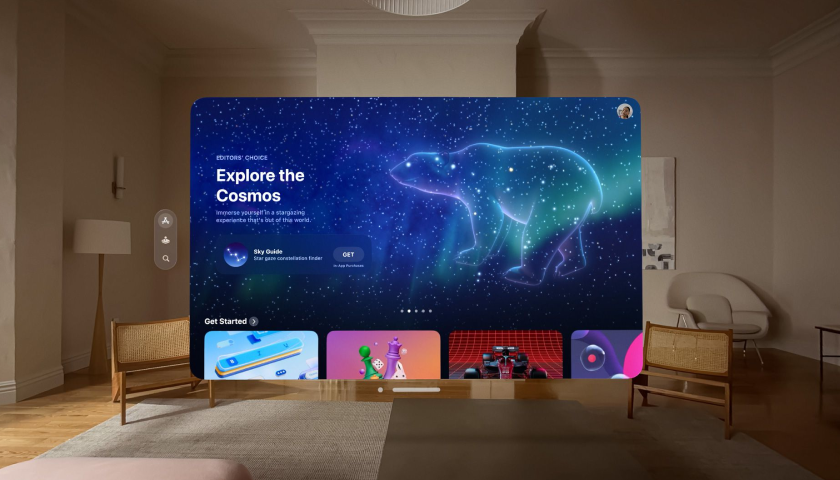 EDITORS' CHOICE
Explore the
Cosmos
Immerse yourself in a stargazing
experience that's out of this world.
Sky Guide
Star gaze constellation finder
GET
In-App Purchases
Get Started